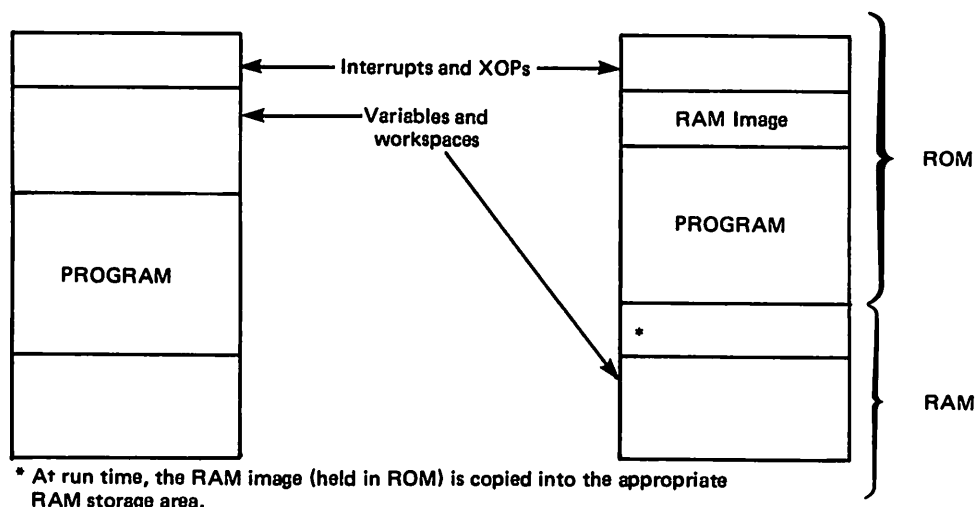 Interrupts and XOPs
Variables and
workspaces
PROGRAM
RAM Image
PROGRAM
*
ROM
RAM
* At run time, the RAM image (held in ROM) is copied into the appropriate
RAM storage area.